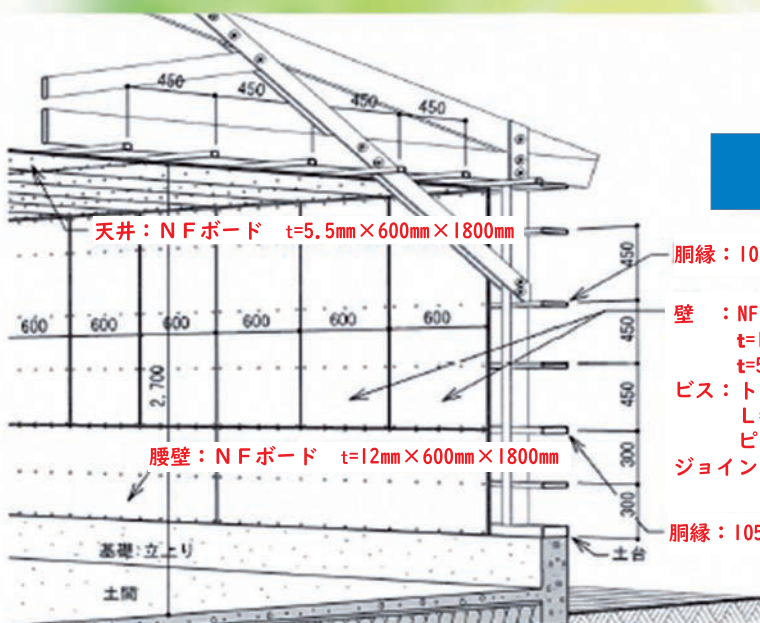 450
450
450
450
天井：ＮＦボード　t=5.5mm×600mm×1800mm
450
胴縁：10
600
600
600
600
600
600
450
壁　：NF
t=1
t=5
2,700
450
ビス：ト
Ｌ=
ピ
腰壁：ＮＦボード　t=12mm×600mm×1800mm
300
ジョイン
300
胴縁：105
基礎:立上り
土台
土間